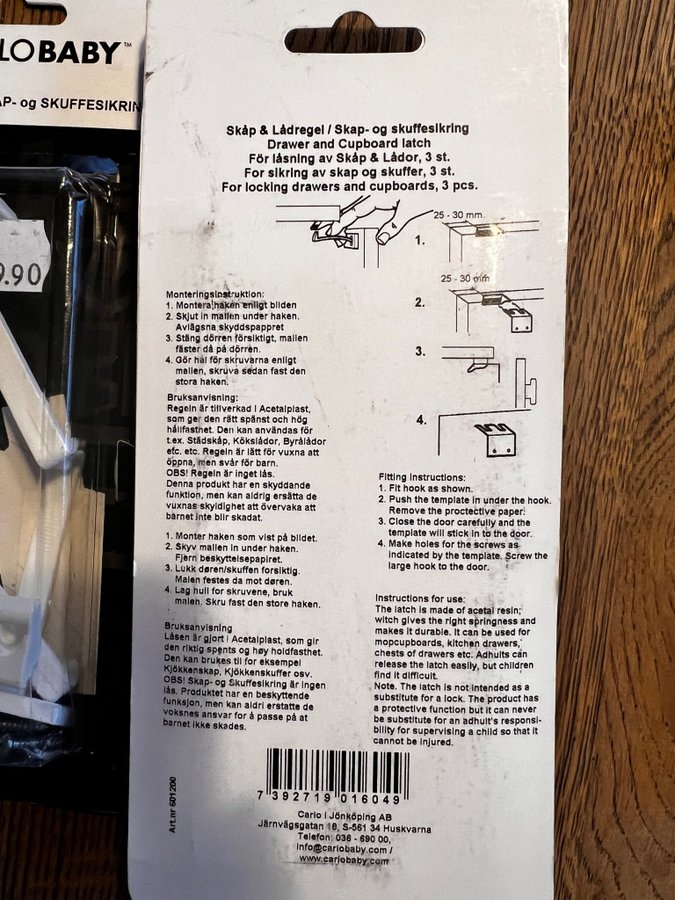 LOBABY™
AP- og SKUFFESIKRIN
9.90
Skåp & Lådregel / Skap- og skuffesikring
Drawer and Cupboard latch
För låsning av Skåp & Lådor, 3 st.
For sikring av skap og skuffer, 3 st.
For locking drawers and cupboards, 3 pcs.
25 - 30 mm.
1.
25 - 30 mm
2.
3.
4.
Monteringsinstruktion:
1. Montera haken enligt bilden
2. Skjut in mallen under haken.
Avlägsna skyddspappret
3. Stäng dörren försiktigt, mallen
fäster då på dörren.
4. Gör hål för skruvarna enligt
mallen, skruva sedan fast den
stora haken.
Bruksanvisning:
Regeln är tillverkad i Acetalplast,
som ger den rätt spänst och hög
hållfasthet. Den kan användas för
t.ex. Städskåp, Kökslådor, Byrålådor
etc. etc. Regeln är lätt för vuxna att
öppna, men svår för barn.
OBS! Regeln är inget lås.
Denna produkt har en skyddande
funktion, men kan aldrig ersätta de
vuxnas skyldighet att övervaka att
barnet inte blir skadat.
1. Monter haken som vist på bildet.
2. Skyv mallen in under haken.
Fjern beskyttelsepapiret.
3. Lukk døren/skuffen forsiktig.
Malen festes da mot døren.
4. Lag hull for skruvene, bruk
malen. Skru fast den store haken.
Bruksanvisning
Låsen er gjort i Acetalplast, som gir
den riktig spents og høy holdfasthet.
Den kan brukes til for eksempel
Kjökkenskap, Kjökkenskuffer osv.
OBS! Skap- og Skuffesikring er ingen
lås. Produktet har en beskyttende
funksjon, men kan aldri erstatte de
voksnes ansvar for å passe på at
barnet ikke skades.
Fitting instructions:
1. Fit hook as shown.
2. Push the template in under the hook.
Remove the proctective paper.
3. Close the door carefully and the
template will stick in to the door.
4. Make holes for the screws as
indicated by the template. Screw the
large hook to the door.
Instructions for use:
The latch is made of acetal resin,
witch gives the right springness and
makes it durable. It can be used for
mopcupboards, kitchen drawers,
chests of drawers etc. Adhults can
release the latch easily, but children
find it difficult.
Note. The latch is not intended as a
substitute for a lock. The product has
a protective function but it can never
be substitute for an adhult's responsi-
bility for supervising a child so that it
cannot be injured.
Art.nr 601200
7 392719 016049
Carlo i Jönköping AB
Järnvägsgatan 18, S-561 34 Huskvarna
Telefon: 036 - 690 00,
info@carlobaby.com /
www.carlobaby.com